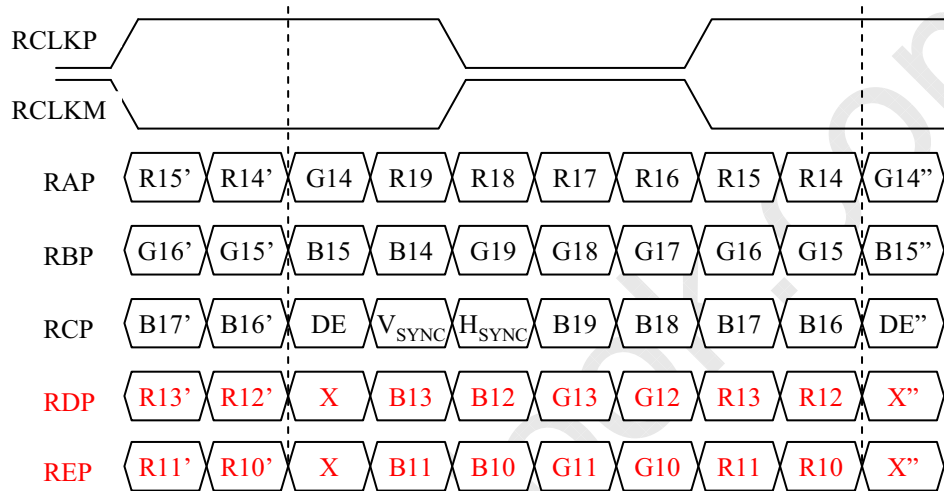 RCLKP
RCLKM
RAP R15’ R14’ G14 R19 R18 R17 R16 R15 R14 G14”
RBP G16’ G15’ B15 B14 G19 G18 G17 G16 G15 B15”
RCP B17’ B16’ DE VSYNC HSYNC B19 B18 B17 B16 DE”
RDP R13’ R12’ X B13 B12 G13 G12 R13 R12 X”
REP R11’ R10’ X B11 B10 G11 G10 R11 R10 X”